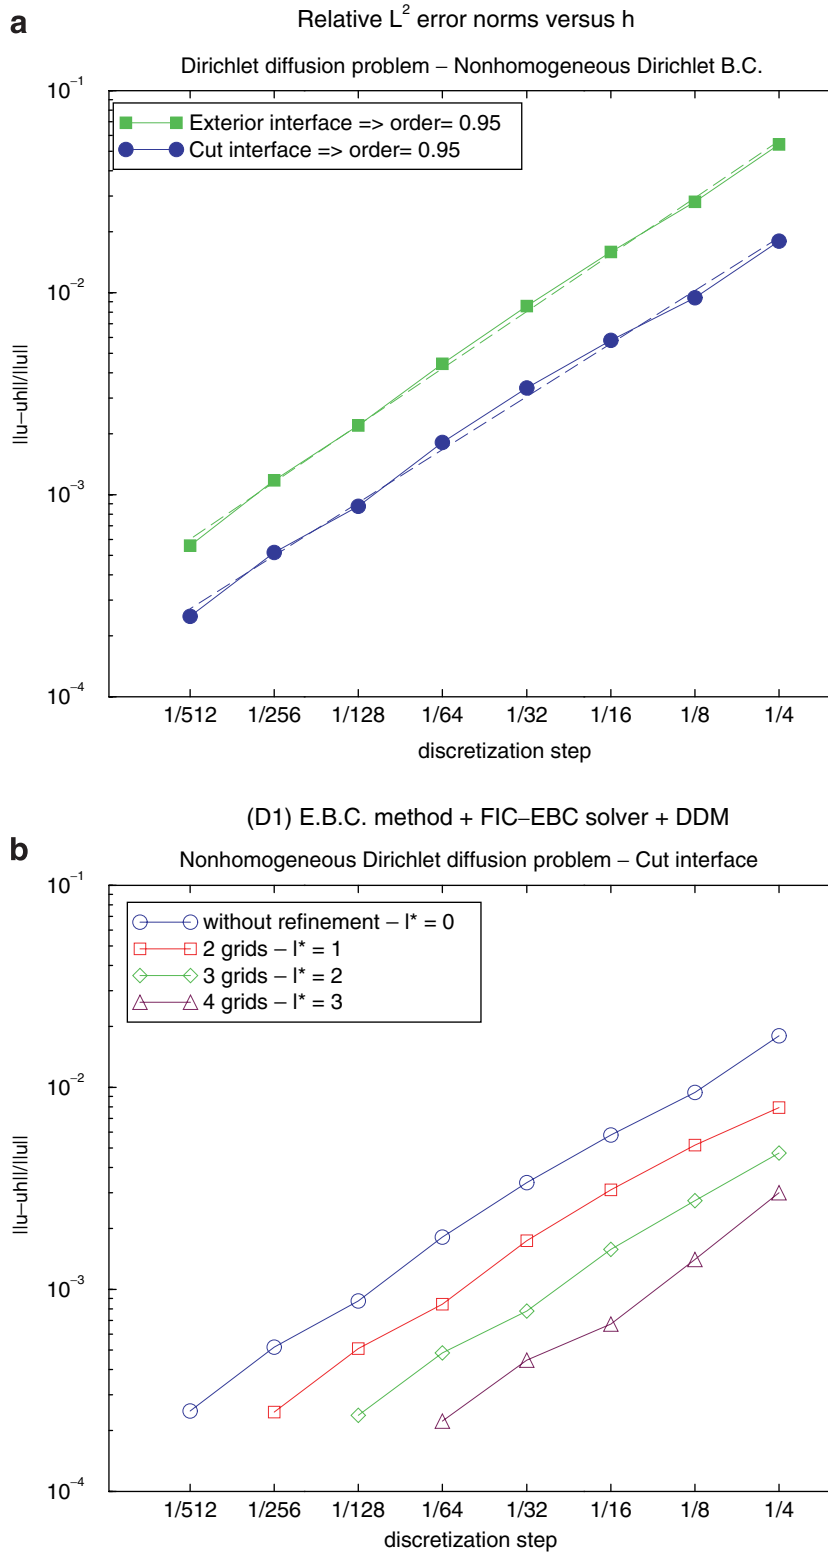 a
Relative L² error norms versus h
Dirichlet diffusion problem – Nonhomogeneous Dirichlet B.C.
10⁻¹
Exterior interface => order= 0.95
Cut interface => order= 0.95
10⁻²
||u–uh||/||u||
10⁻³
10⁻⁴
1/512 1/256 1/128 1/64 1/32 1/16 1/8 1/4
discretization step
(D1) E.B.C. method + FIC–EBC solver + DDM
b
Nonhomogeneous Dirichlet diffusion problem – Cut interface
10⁻¹
without refinement – l* = 0
2 grids – l* = 1
3 grids – l* = 2
4 grids – l* = 3
10⁻²
||u–uh||/||u||
10⁻³
10⁻⁴
1/512 1/256 1/128 1/64 1/32 1/16 1/8 1/4
discretization step